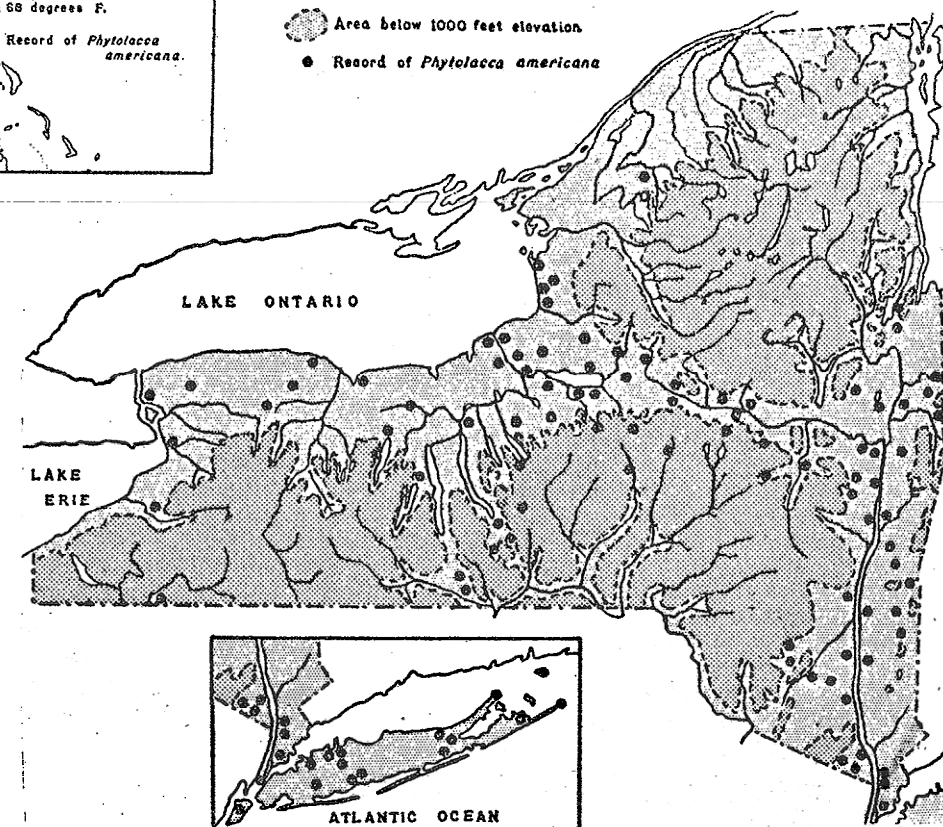 68 degrees F.
Record of Phytolacca
americana.
Area below 1000 feet elevation
Record of Phytolacca americana
LAKE ONTARIO
LAKE
ERIE
ATLANTIC OCEAN